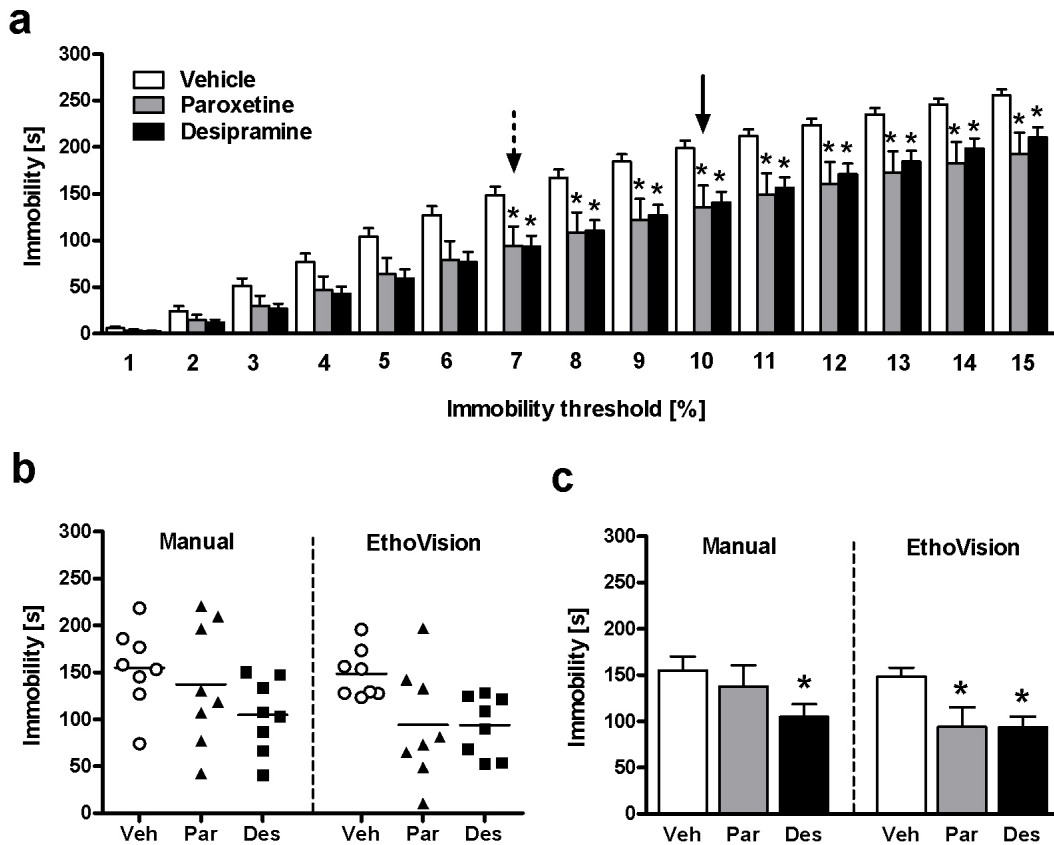 a
300
250
200
150
100
50
0
Immobility [s]
Vehicle
Paroxetine
Desipramine
* * * * * * * * * * * * * * * * * *
1 2 3 4 5 6 7 8 9 10 11 12 13 14 15
Immobility threshold [%]
b
300
250
200
150
100
50
0
Immobility [s]
Manual EthoVision
Veh Par Des Veh Par Des
c
300
250
200
150
100
50
0
Immobility [s]
Manual EthoVision
* * *
Veh Par Des Veh Par Des